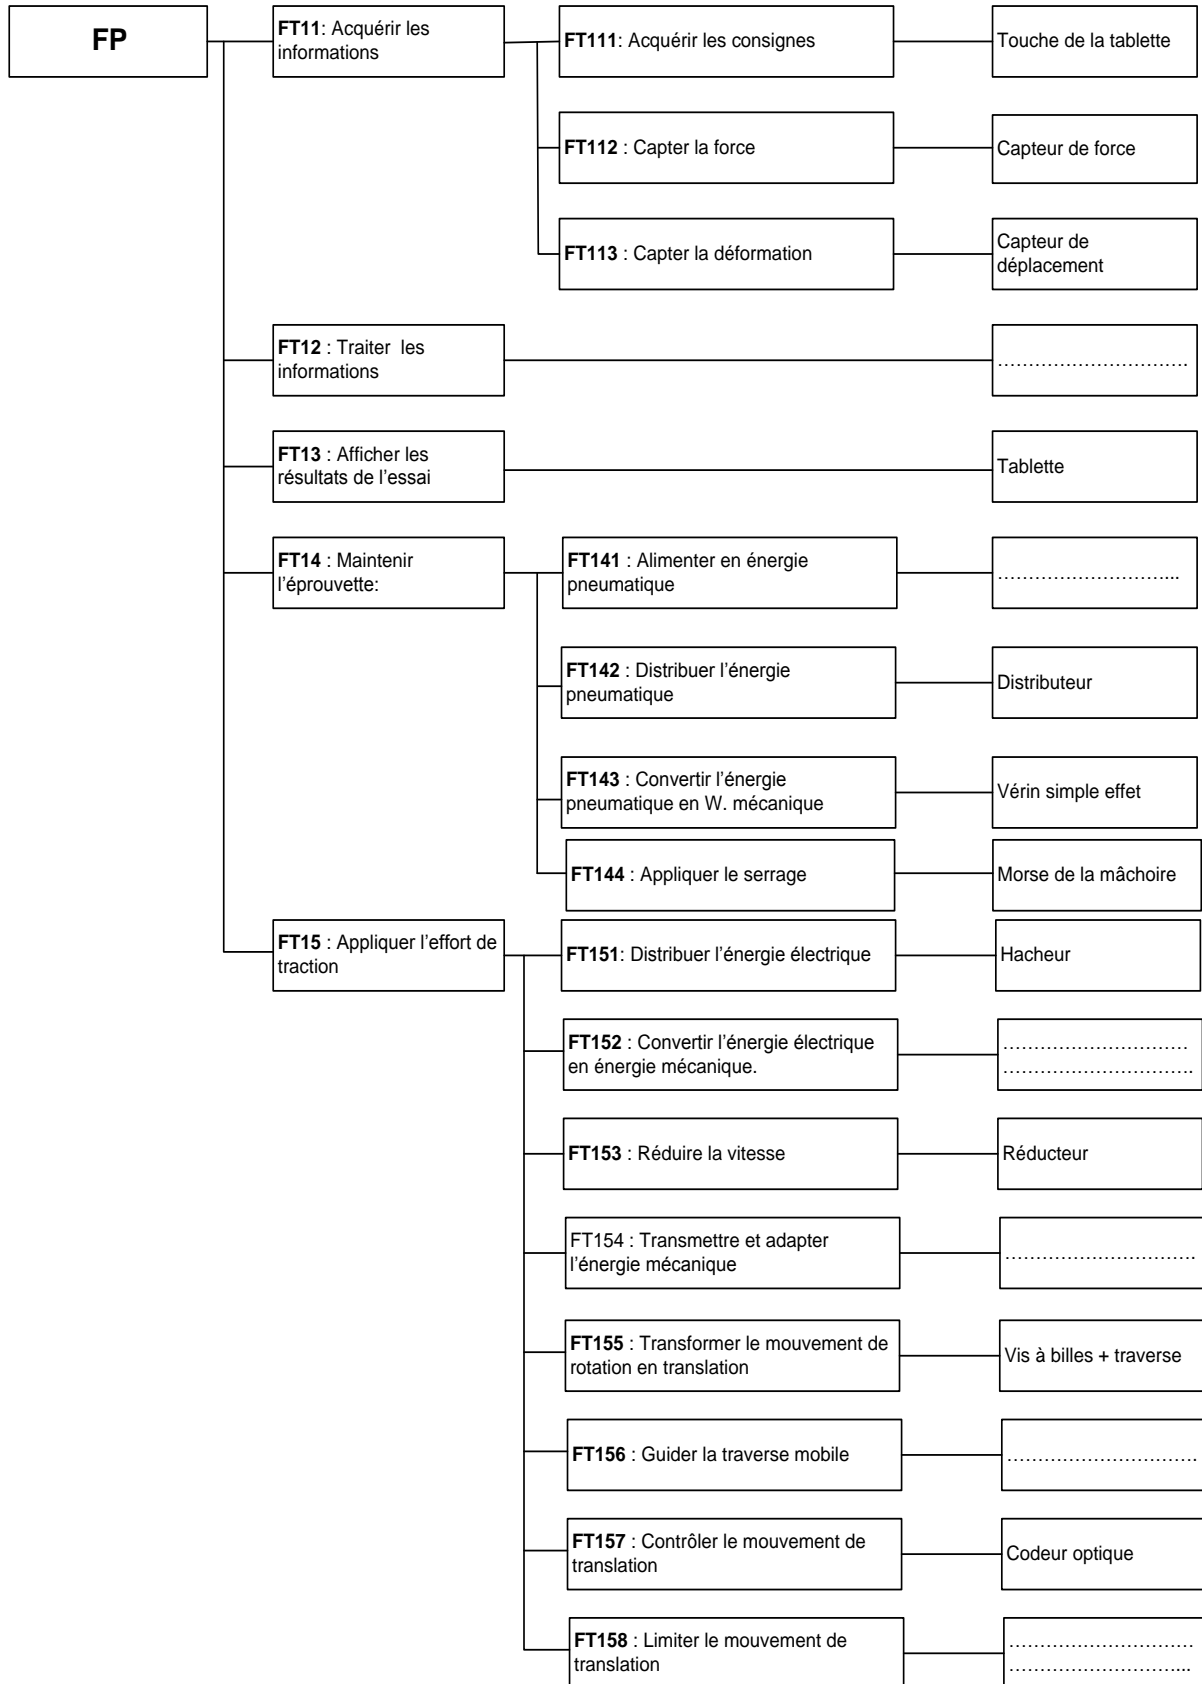 FP
FT11: Acquérir les
informations
FT111: Acquérir les consignes
Touche de la tablette
FT112 : Capter la force
Capteur de force
FT113 : Capter la déformation
Capteur de
déplacement
FT12 : Traiter les
informations
………………………….
FT13 : Afficher les
résultats de l’essai
Tablette
FT14 : Maintenir
l’éprouvette:
FT141 : Alimenter en énergie
pneumatique
………………………...
FT142 : Distribuer l’énergie
pneumatique
Distributeur
FT143 : Convertir l’énergie
pneumatique en W. mécanique
Vérin simple effet
FT144 : Appliquer le serrage
Morse de la mâchoire
FT15 : Appliquer l’effort de
traction
FT151: Distribuer l’énergie électrique
Hacheur
FT152 : Convertir l’énergie électrique
en énergie mécanique.
…………………………
………………………….
FT153 : Réduire la vitesse
Réducteur
FT154 : Transmettre et adapter
l’énergie mécanique
………………………….
FT155 : Transformer le mouvement de
rotation en translation
Vis à billes + traverse
FT156 : Guider la traverse mobile
………………………….
FT157 : Contrôler le mouvement de
translation
Codeur optique
FT158 : Limiter le mouvement de
translation
…………………………
………………………...